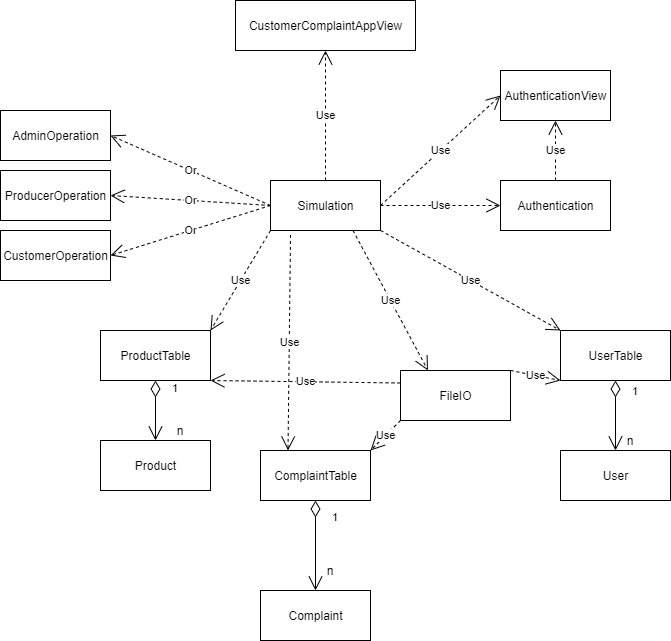 CustomerComplaintAppView
AuthenticationView
Use
AdminOperation
Use
Use
Or
ProducerOperation
Or
Simulation
Use
Authentication
Or
CustomerOperation
Use
Use
Use
Use
ProductTable
UserTable
Use
Use
1
FileIO
1
n
Use
n
Product
ComplaintTable
User
1
n
Complaint